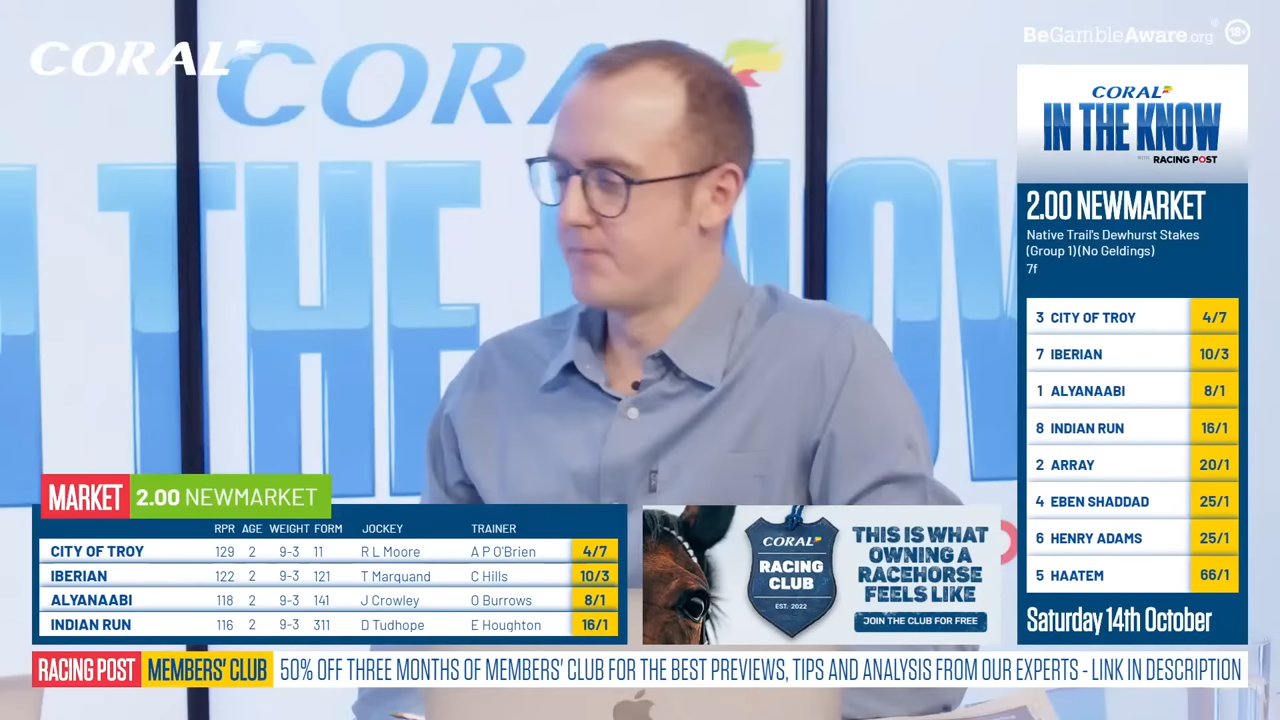 CORAL
CORA
THE KNOW
BeGambleAware.org 18+
CORAL
IN THE KNOW
WITH RACING POST
2.00 NEWMARKET
Native Trail's Dewhurst Stakes
(Group 1)(No Geldings)
7f
3 CITY OF TROY 4/7
7 IBERIAN 10/3
1 ALYANAABI 8/1
8 INDIAN RUN 16/1
2 ARRAY 20/1
4 EBEN SHADDAD 25/1
6 HENRY ADAMS 25/1
5 HAATEM 66/1
Saturday 14th October
MARKET 2.00 NEWMARKET
RPR AGE WEIGHT FORM JOCKEY TRAINER
CITY OF TROY 129 2 9-3 11 R L Moore A P O'Brien 4/7
IBERIAN 122 2 9-3 121 T Marquand C Hills 10/3
ALYANAABI 118 2 9-3 141 J Crowley O Burrows 8/1
INDIAN RUN 116 2 9-3 311 D Tudhope E Houghton 16/1
CORAL
RACING
CLUB
EST. 2022
THIS IS WHAT
OWNING A
RACEHORSE
FEELS LIKE
JOIN THE CLUB FOR FREE
RACING POST MEMBERS' CLUB 50% OFF THREE MONTHS OF MEMBERS' CLUB FOR THE BEST PREVIEWS, TIPS AND ANALYSIS FROM OUR EXPERTS - LINK IN DESCRIPTION